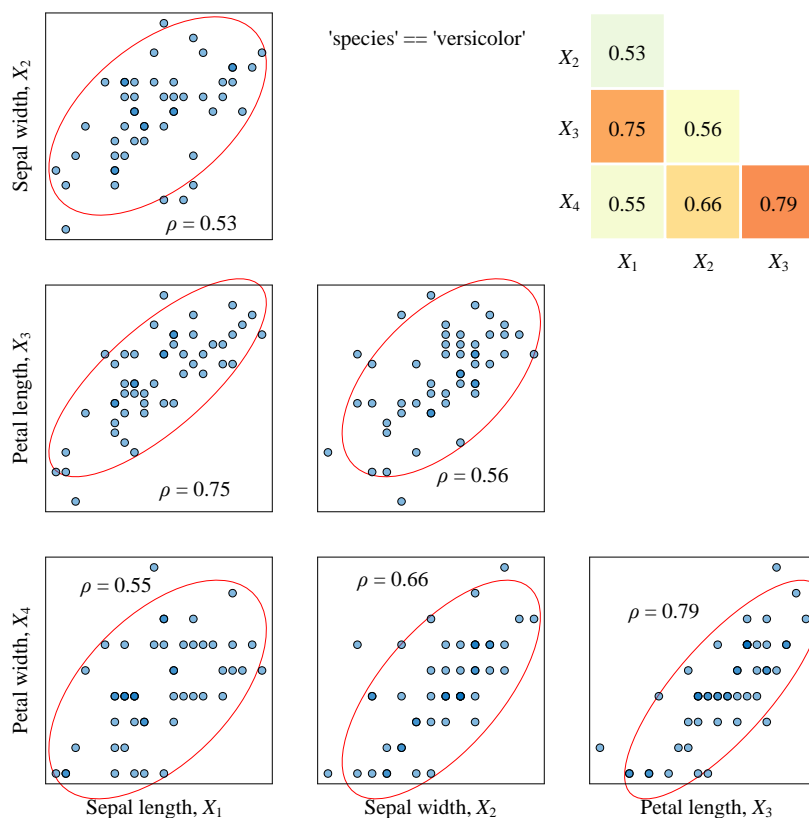 'species' == 'versicolor'
Sepal width, X2
ρ = 0.53
X2 0.53
X3 0.75 0.56
X4 0.55 0.66 0.79
X1 X2 X3
Petal length, X3
ρ = 0.75
ρ = 0.56
Petal width, X4
ρ = 0.55
ρ = 0.66
ρ = 0.79
Sepal length, X1
Sepal width, X2
Petal length, X3